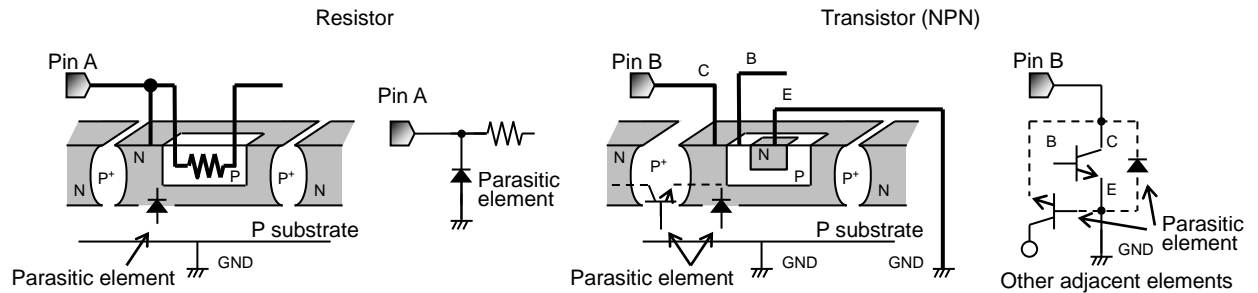 Resistor
Transistor (NPN)
Pin A
Pin A
N
N
P+
P
P+
N
Parasitic element
P substrate
GND
Parasitic element
Pin B
C
B
E
N
P+
N
P
P+
N
P substrate
GND
GND
Parasitic element
Pin B
B
C
E
GND
Parasitic element
Other adjacent elements